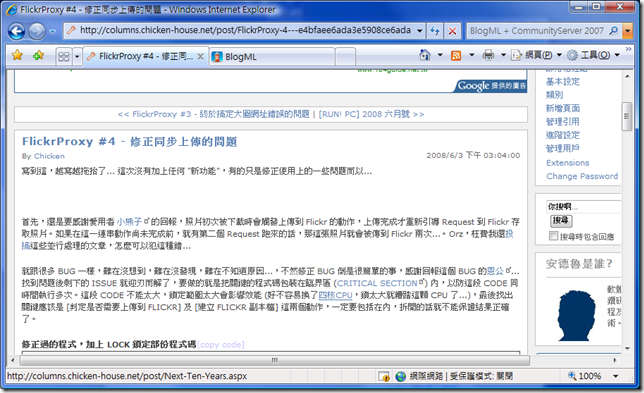 FlickrProxy #4 - 修正同步上傳的問題 - Windows Internet Explorer
http://columns.chicken-house.net/post/FlickrProxy-4---e4bfaee6ada3e5908ce6ada
BlogML + CommunityServer 2007
FlickrProxy #4 - 修正同...
BlogML
網頁(P)
工具(O)
Google 提供的廣告
<< FlickrProxy #3 - 終於搞定大圖網址錯誤的問題 | [RUN! PC] 2008 六月號 >>
FlickrProxy #4 - 修正同步上傳的問題
By Chicken
2008/6/3 下午 03:04:00
寫到這，越寫越拖抬了... 這次沒有加上任何 "新功能"，有的只是修正使用上的一些問題而以...
首先，還是要感謝愛用者 小熊子 的回報，照片初次被下載時會觸發上傳到 Flickr 的動作，上傳完成才重新引導 Request 到 Flickr 存
取照片。如果在這一連串動作尚未完成前，就有第二個 Request 跑來的話，那這張照片就會被傳到 Flickr 兩次...。Orz，枉費我還投
稿這些並行處理的文章，怎麼可以犯這種錯...
就跟很多 BUG 一樣，難在沒想到，難在沒發現，難在不知道原因...，不然修正 BUG 倒是很簡單的事，感謝回報這個 BUG 的恩公...
找到問題後剩下的 ISSUE 就迎刃而解了，要做的就是把關鍵的程式碼包裝在臨界區 (CRITICAL SECTION) 內，以防這段 CODE 同
時間執行多次。這段 CODE 不能太大，鎖定範圍太大會影響效能 (好不容易換了四核CPU，鎖太大就糟蹋這顆 CPU 了...)，最後找出
關鍵應該是 [判定是否需要上傳到 FLICKR] 及 [建立 FLICKR 副本檔] 這兩個動作，一定要包括在內，拆開的話就不能保證結果正確
了。
修正過的程式，加上 LOCK 鎖定部份程式碼[copy code]
基本設定
類別
新增頁面
管理引用
進階設定
管理用戶
Extensions
Change Password
你搜啊...
搜尋
搜尋時包含回應
安德魯是誰?
http://columns.chicken-house.net/post/Next-Ten-Years.aspx
網際網路 | 受保護模式: 關閉
100%